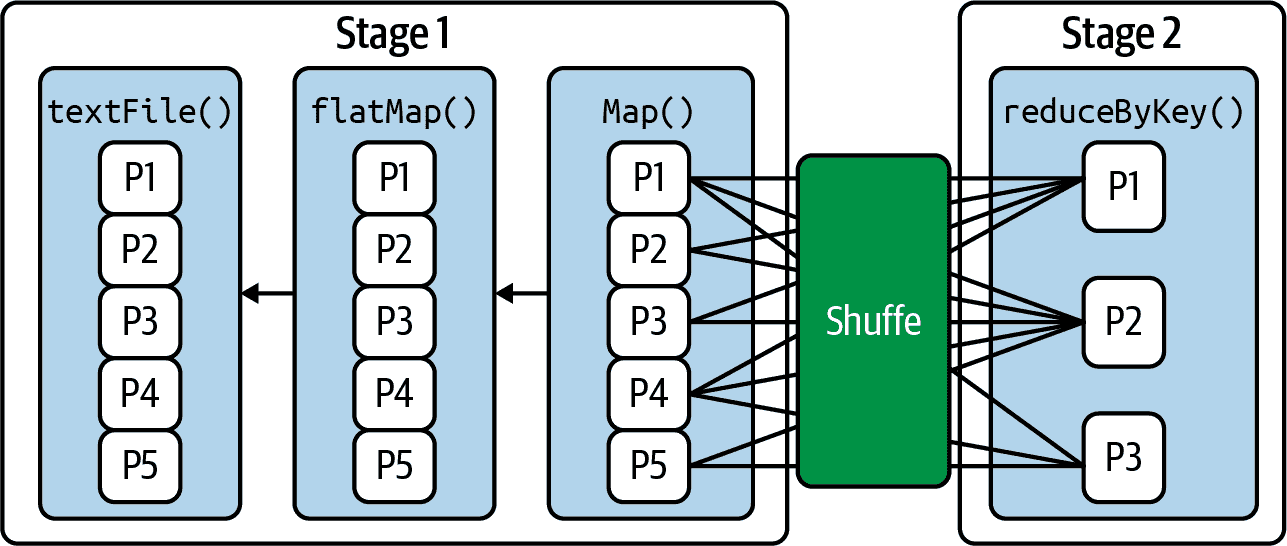 Stage 1
textFile()
P1
P2
P3
P4
P5
flatMap()
P1
P2
P3
P4
P5
Map()
P1
P2
P3
P4
P5
Shuffe
Stage 2
reduceByKey()
P1
P2
P3